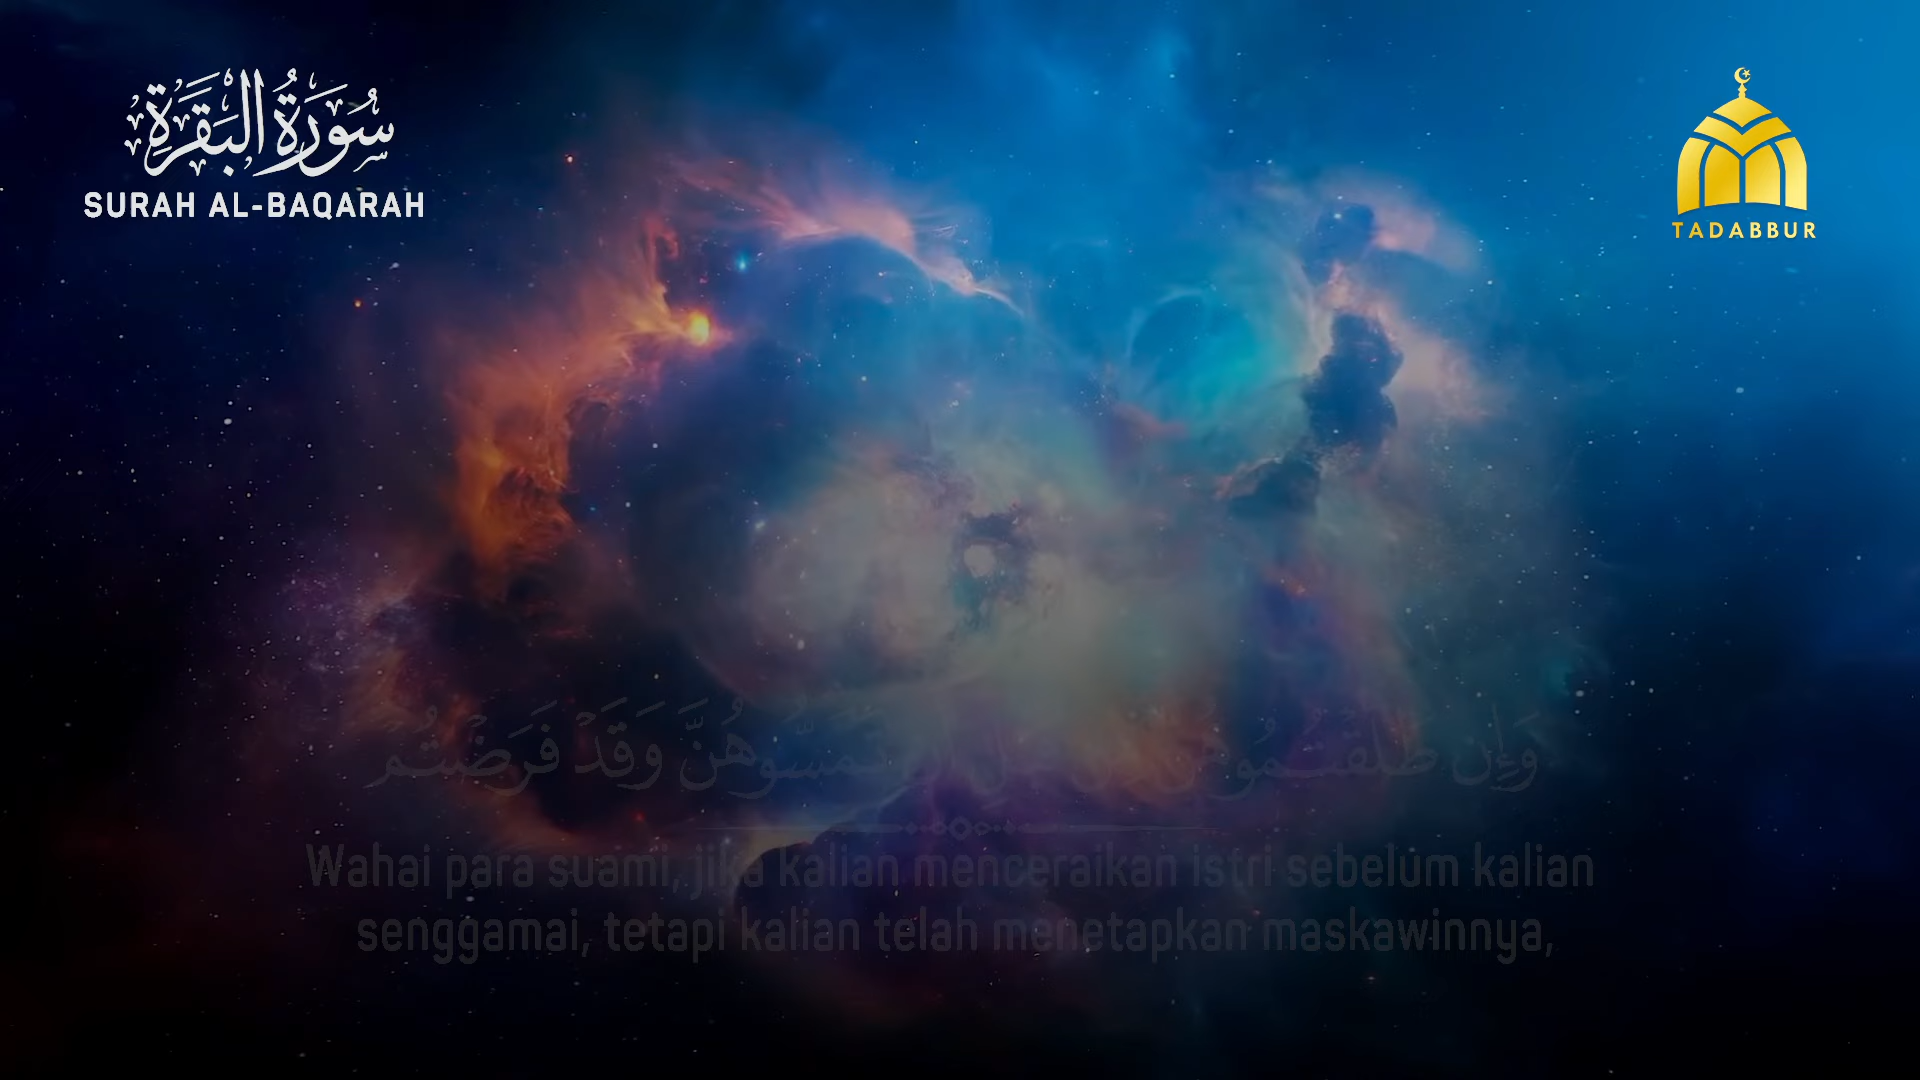 سُورَةُ الْبَقَرَةِ
SURAH AL-BAQARAH
TADABBUR
وَإِن طَلَّقْتُمُوهُنَّ مِن قَبْلِ أَن تَمَسُّوهُنَّ وَقَدْ فَرَضْتُمْ
Wahai para suami, jika kalian menceraikan istri sebelum kalian
senggamai, tetapi kalian telah menetapkan maskawinnya,